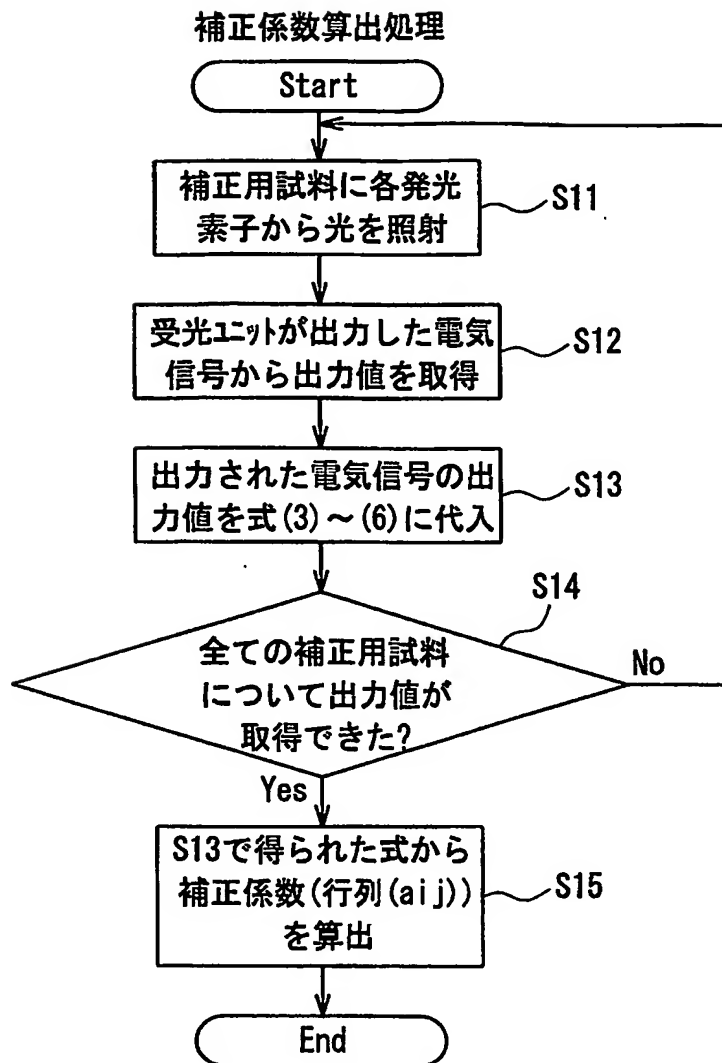 補正係数算出処理
Start
補正用試料に各発光
素子から光を照射
S11
受光ユニットが出力した電気
信号から出力値を取得
S12
出力された電気信号の出
力値を式(3)~(6)に代入
S13
S14
全ての補正用試料
について出力値が
取得できた?
No
Yes
S13で得られた式から
補正係数(行列(aij))
を算出
S15
End